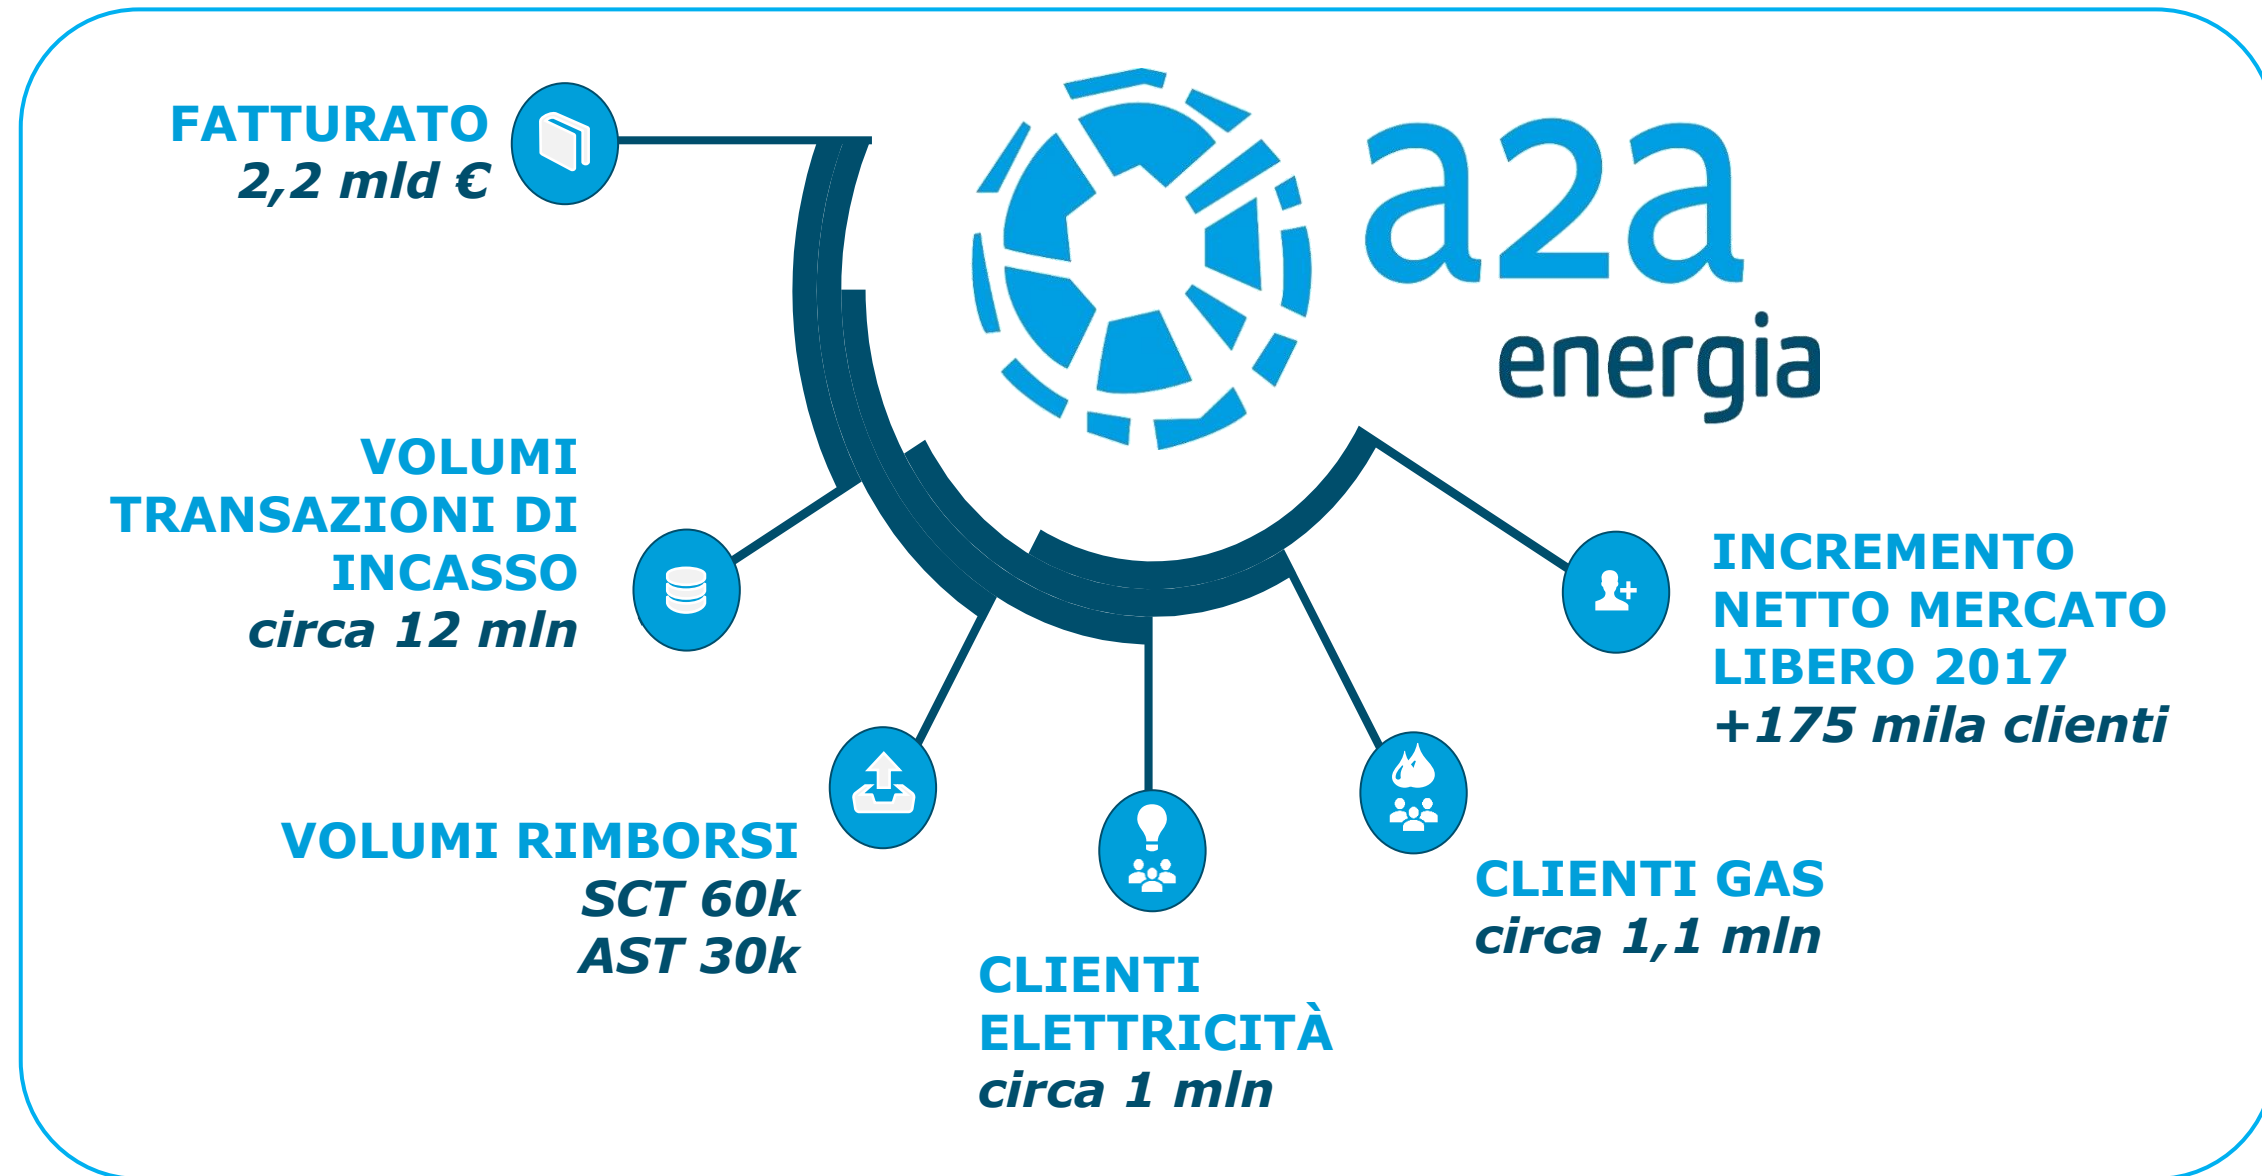 FATTURATO
2,2 mld €
a2a
energia
VOLUMI
TRANSAZIONI DI
INCASSO
circa 12 mln
VOLUMI RIMBORSI
SCT 60k
AST 30k
CLIENTI
ELETTRICITÀ
circa 1 mln
CLIENTI GAS
circa 1,1 mln
INCREMENTO
NETTO MERCATO
LIBERO 2017
+175 mila clienti